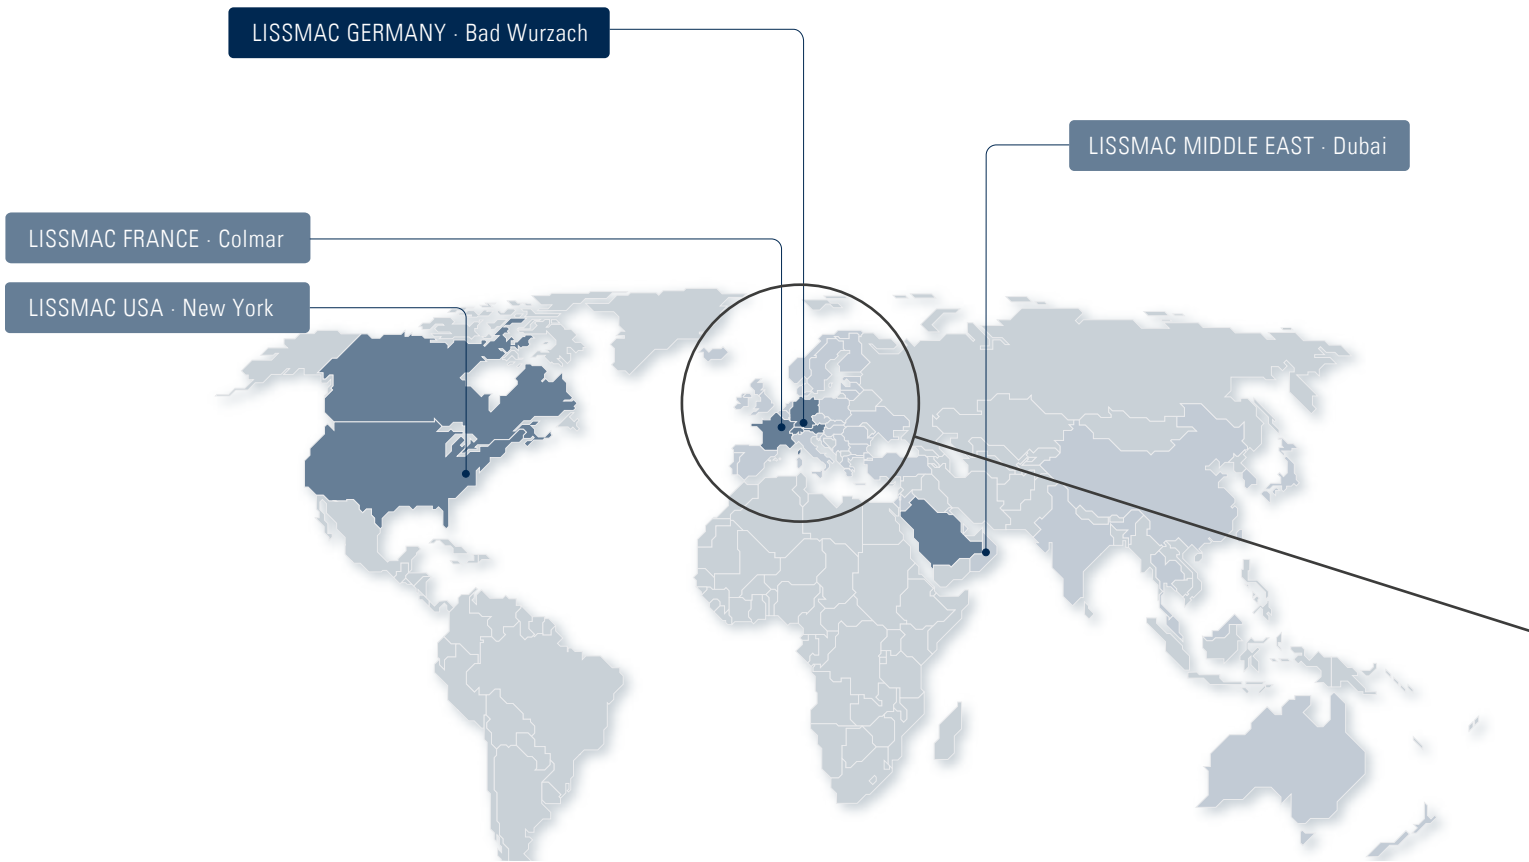 LISSMAC GERMANY · Bad Wurzach
LISSMAC MIDDLE EAST · Dubai
LISSMAC FRANCE · Colmar
LISSMAC USA · New York